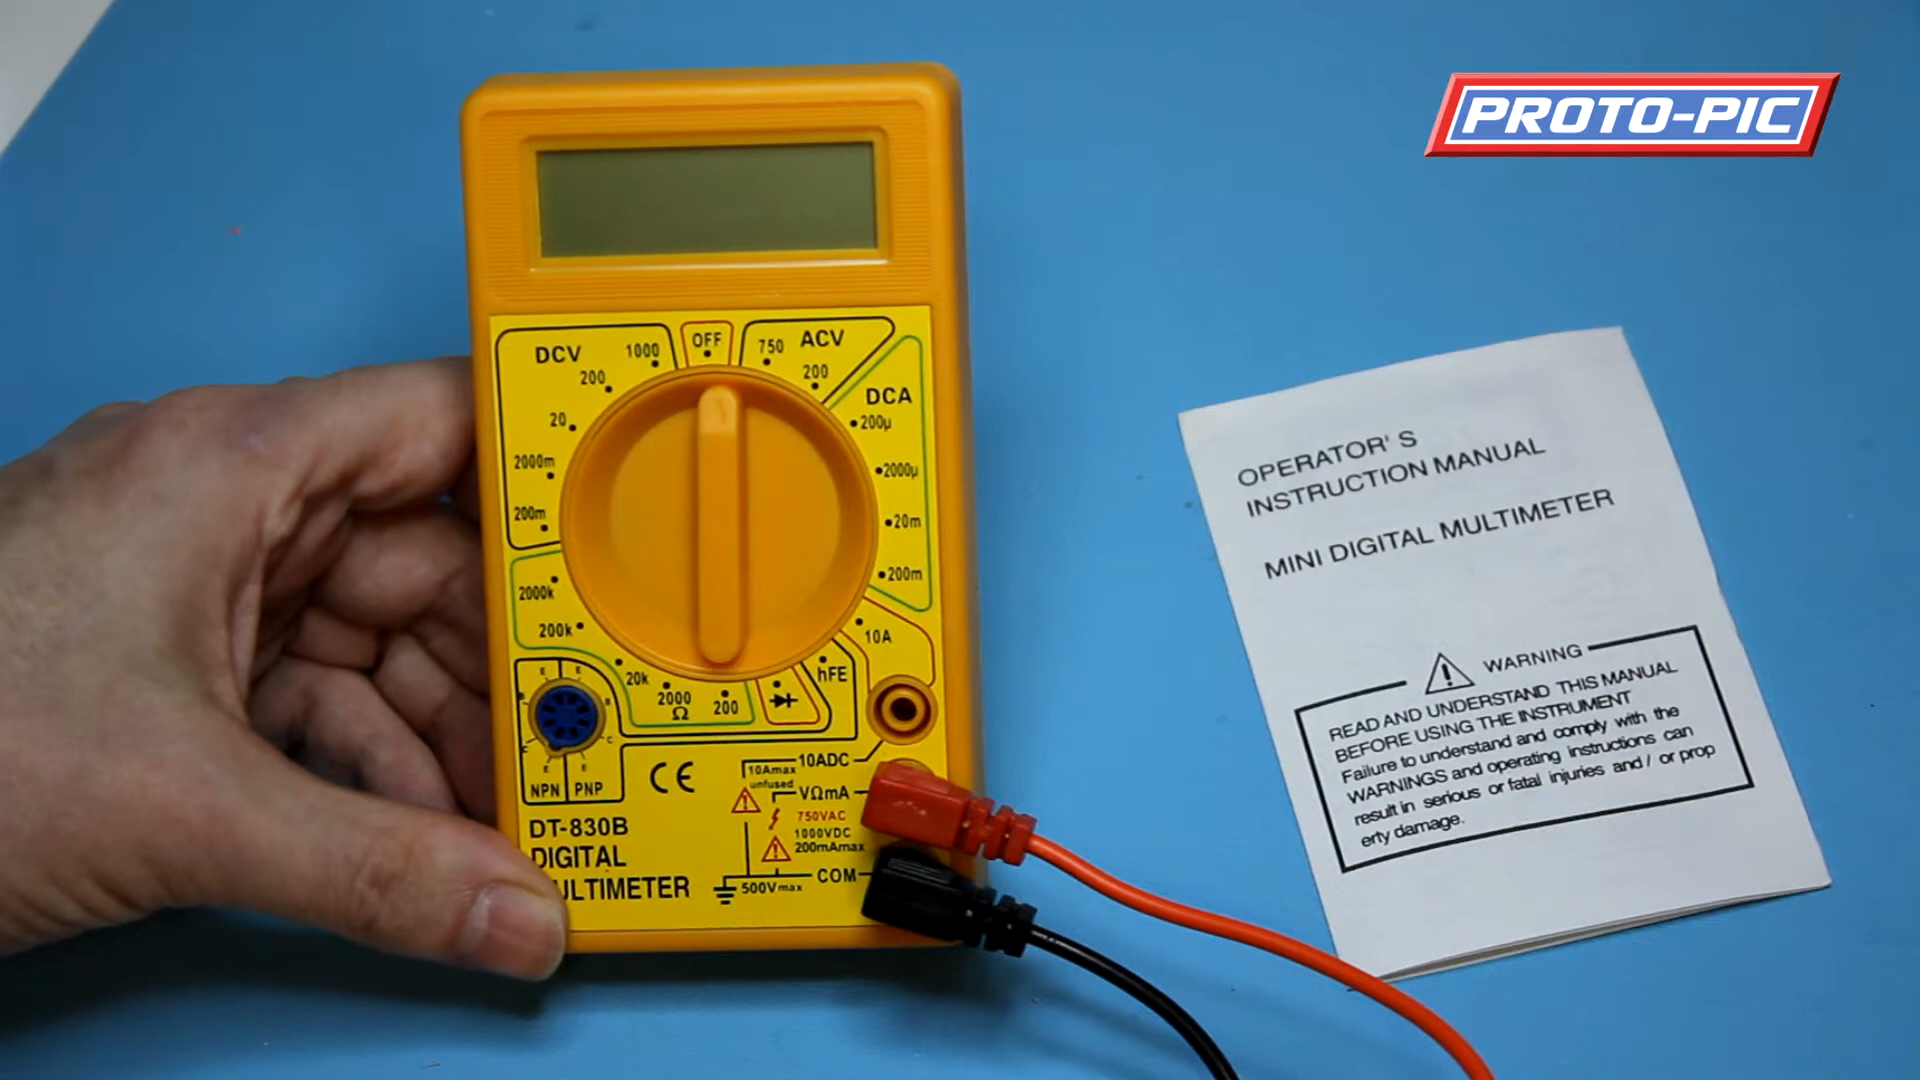 PROTO-PIC
OFF
DCV
1000
200
20
2000m
200m
750
ACV
200
DCA
200µ
2000µ
20m
200m
10A
hFE
2000k
200k
20k
2000
Ω
200
E
E
B
B
C
C
E
E
NPN
PNP
CE
10ADC
10Amax
unfused
VΩmA
750VAC
1000VDC
200mAmax
COM
500Vmax
DT-830B
DIGITAL
ULTIMETER
OPERATOR' S
INSTRUCTION MANUAL
MINI DIGITAL MULTIMETER
WARNING
READ AND UNDERSTAND THIS MANUAL
BEFORE USING THE INSTRUMENT
Failure to understand and comply with the
WARNINGS and operating instructions can
result in serious or fatal injuries and / or prop
erty damage.